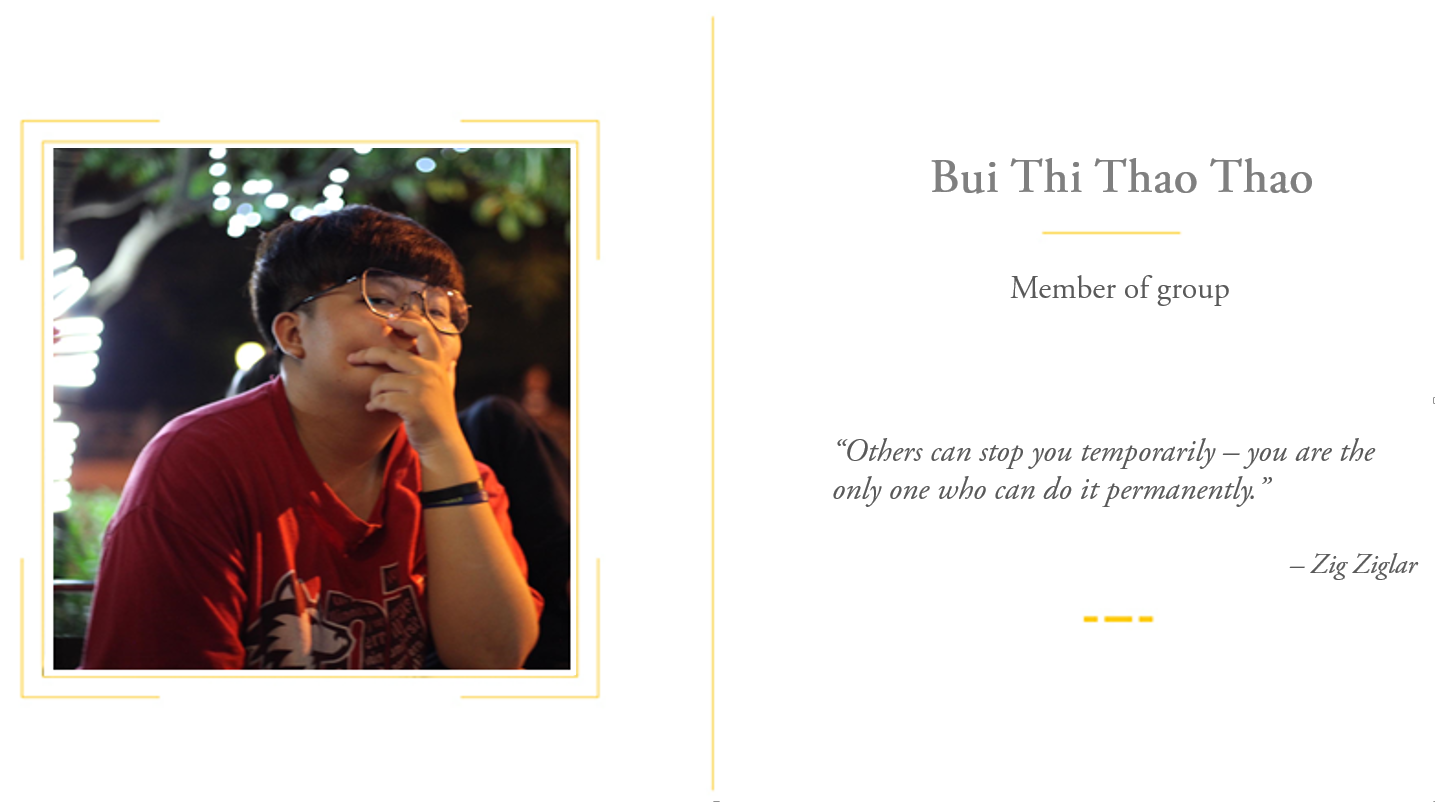 Bui Thi Thao Thao
Member of group
“Others can stop you temporarily – you are the
only one who can do it permanently.”
– Zig Ziglar